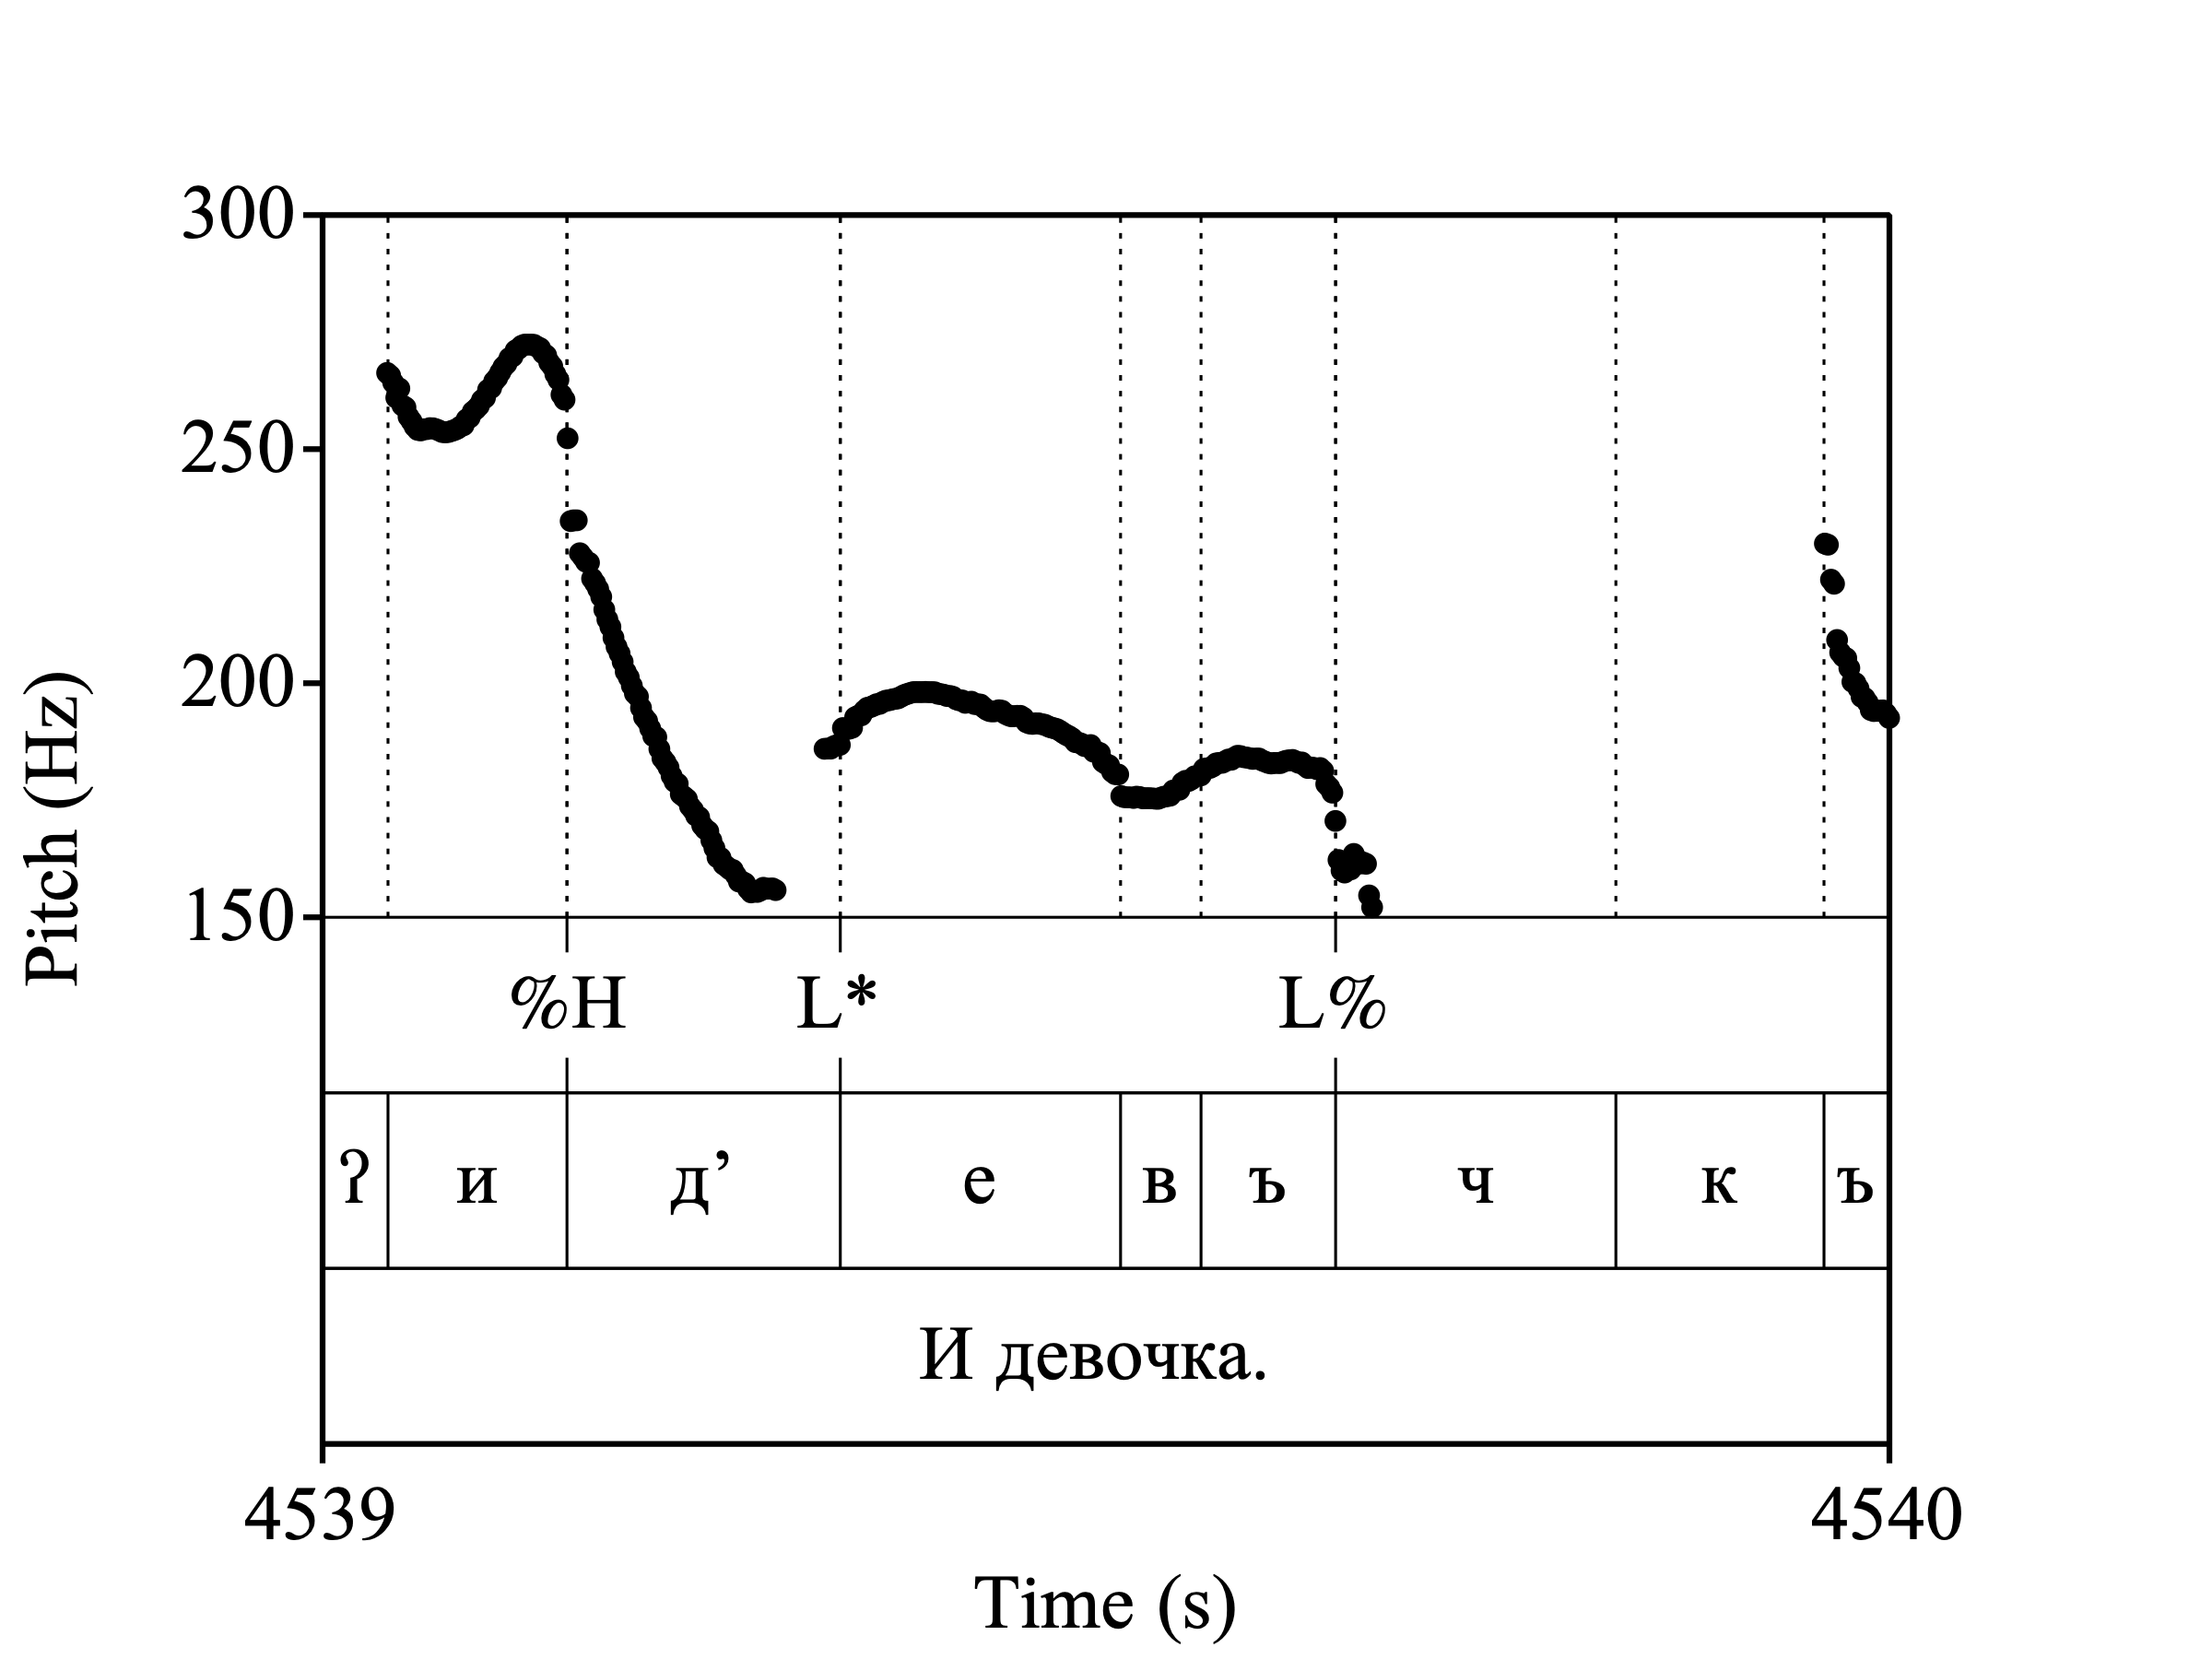 300
250
200
150
Pitch (Hz)
%H L* L%
ʔ и д’ е в ъ ч к ъ
И девочка.
4539 4540
Time (s)